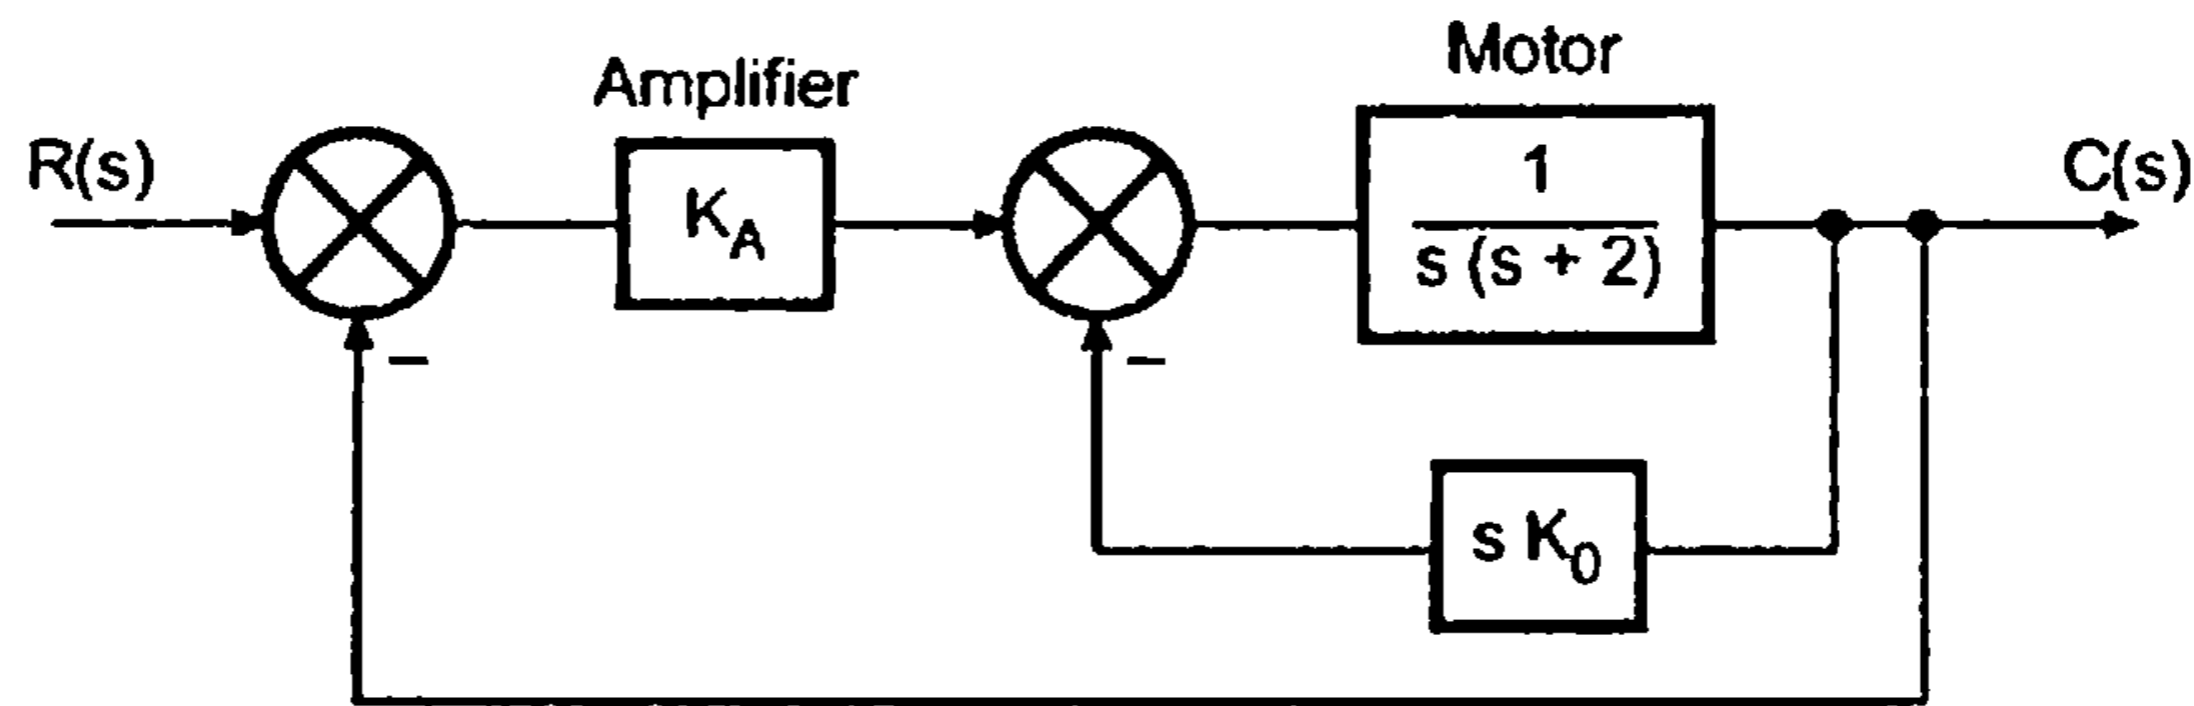 Motor
Amplifier
R(s)
K_A
1
s (s + 2)
C(s)
–
–
s K_0